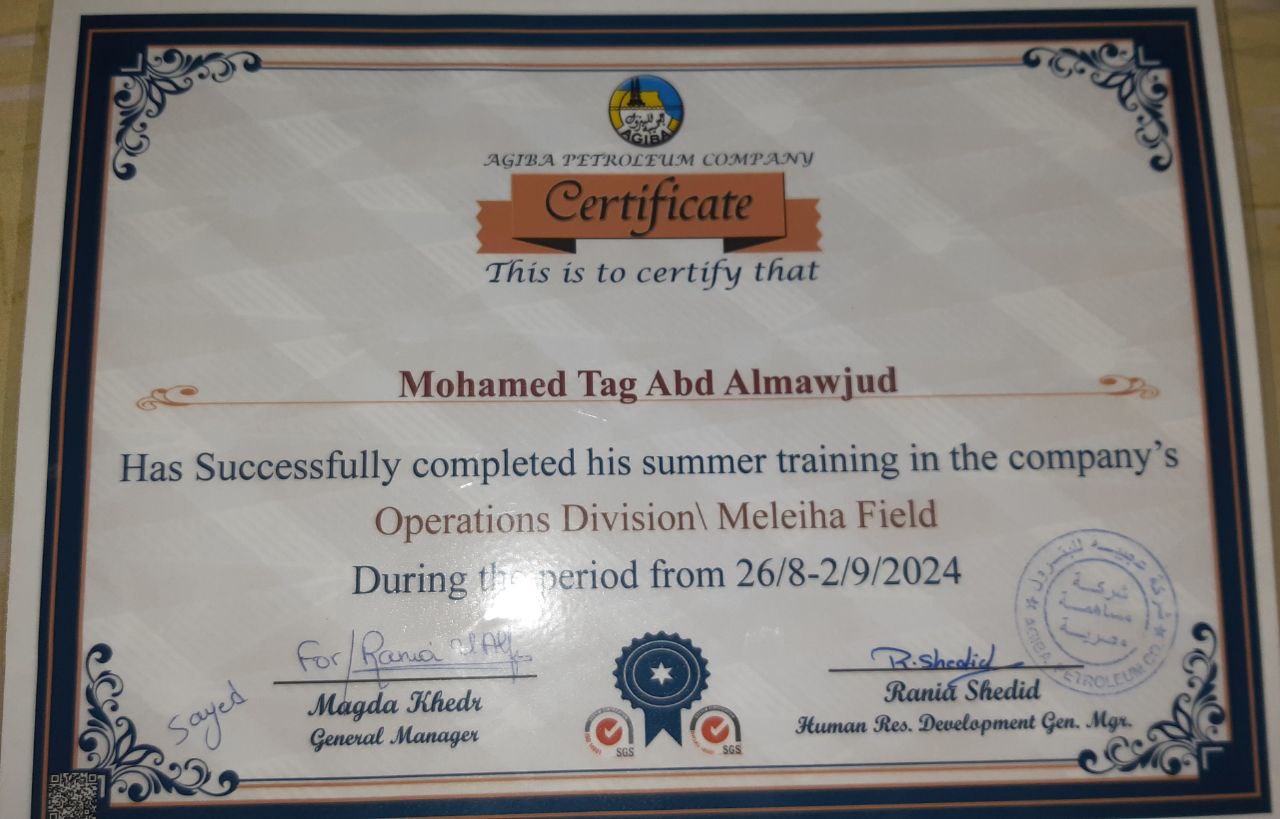 AGIBA
AGIBA PETROLEUM COMPANY
Certificate
This is to certify that
Mohamed Tag Abd Almawjud
Has Successfully completed his summer training in the company's
Operations Division\ Meleiha Field
During the period from 26/8-2/9/2024
شركة عجيبة للبترول
شركة
مساهمة
مصرية
AGIBA PETROLEUM CO.
For/ Rania
R.Shedid
Sayed
Magda Khedr
General Manager
Rania Shedid
Human Res. Development Gen. Mgr.
SGS
SGS